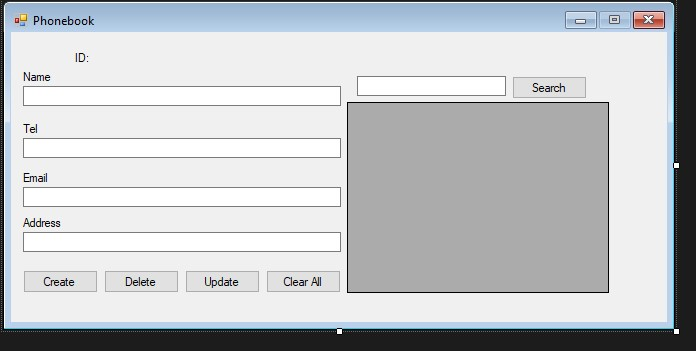 Phonebook
ID:
Name
Search
Tel
Email
Address
Create Delete Update Clear All